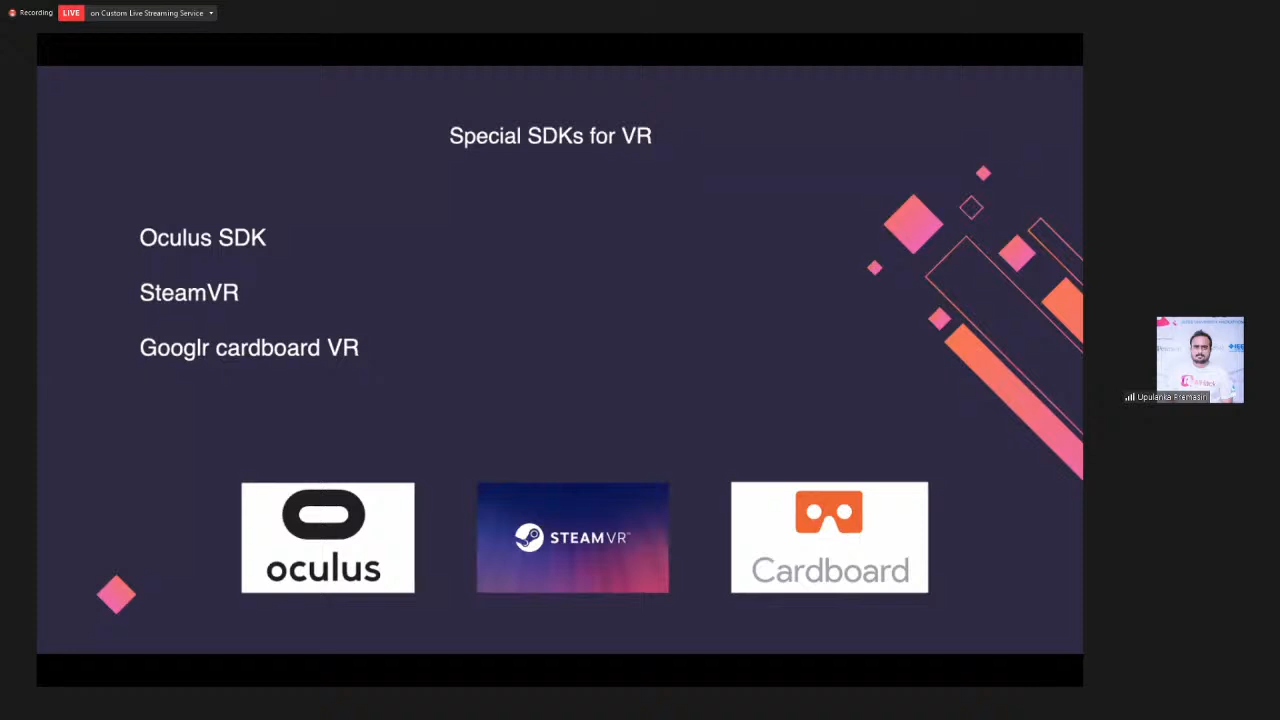 Recording
LIVE on Custom Live Streaming Service
Special SDKs for VR
Oculus SDK
SteamVR
Googlr cardboard VR
oculus
STEAMVR™
Cardboard
Upulanka Premasiri